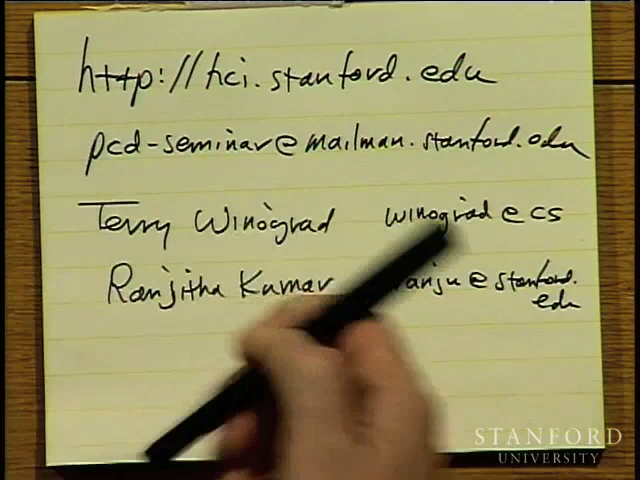 http://hci.stanford.edu
pcd-seminar@mailman.stanford.edu
Terry Winograd winograd@cs
Ranjitha Kumar ranju@stanford.
edu
STANFORD
UNIVERSITY